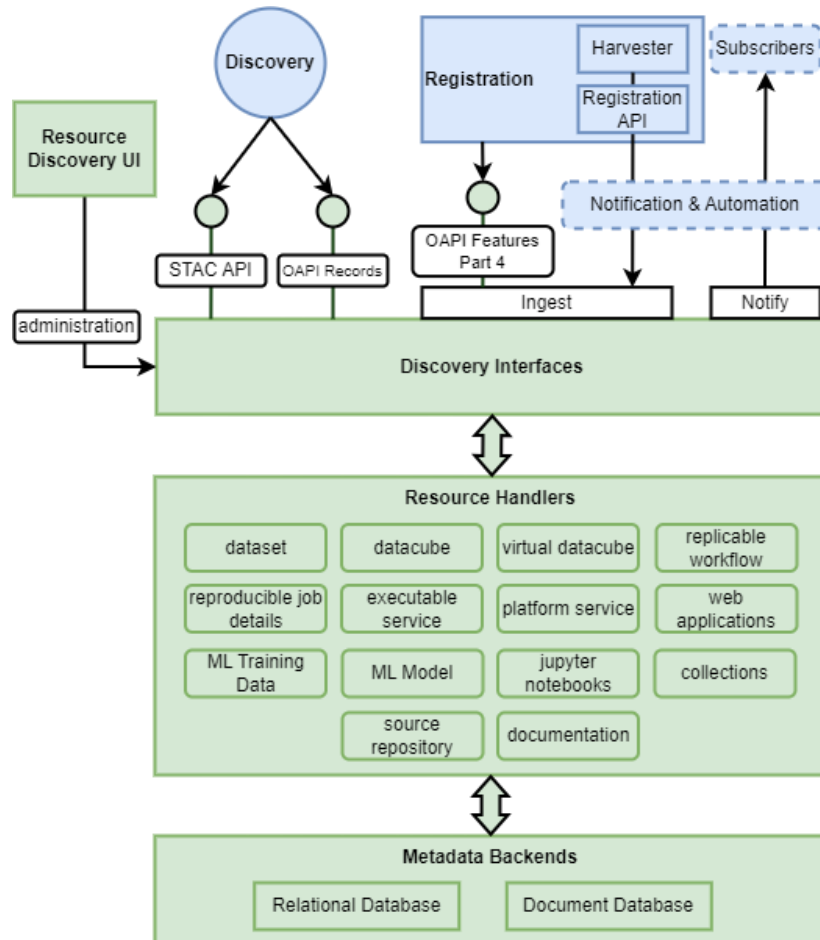 Discovery
Registration
Harvester
Registration
API
Subscribers
Resource
Discovery UI
Notification & Automation
STAC API
OAPI Records
OAPI Features
Part 4
administration
Ingest
Notify
Discovery Interfaces
Resource Handlers
dataset
datacube
virtual datacube
replicable
workflow
reproducible job
details
executable
service
platform service
web
applications
ML Training
Data
ML Model
jupyter
notebooks
collections
source
repository
documentation
Metadata Backends
Relational Database
Document Database